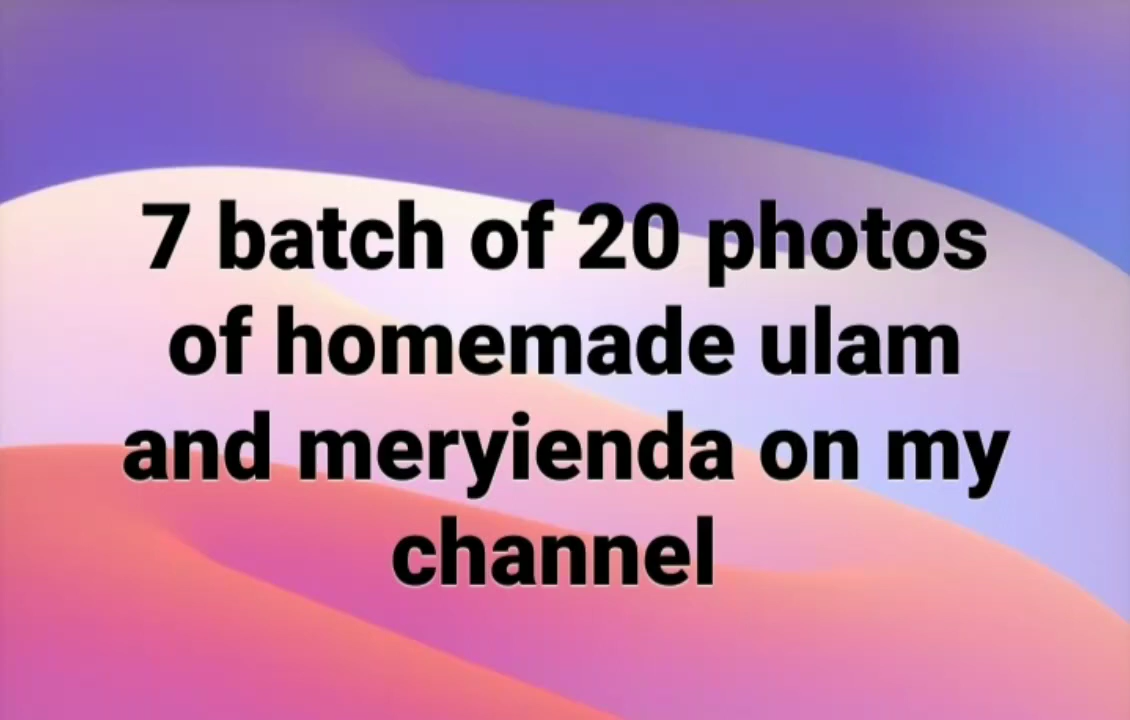 7 batch of 20 photos
of homemade ulam
and meryienda on my
channel